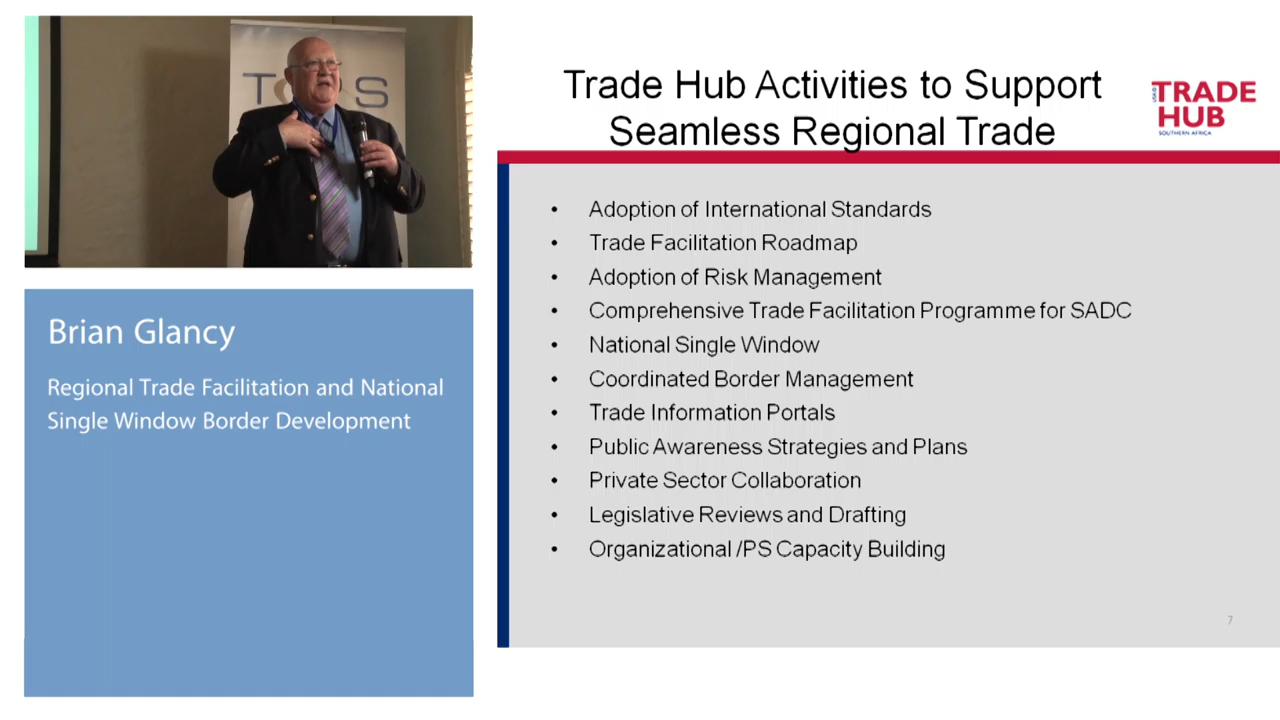 Brian Glancy
Regional Trade Facilitation and National
Single Window Border Development
Trade Hub Activities to Support
Seamless Regional Trade
USAID
TRADE
HUB
SOUTHERN AFRICA
• Adoption of International Standards
• Trade Facilitation Roadmap
• Adoption of Risk Management
• Comprehensive Trade Facilitation Programme for SADC
• National Single Window
• Coordinated Border Management
• Trade Information Portals
• Public Awareness Strategies and Plans
• Private Sector Collaboration
• Legislative Reviews and Drafting
• Organizational /PS Capacity Building
7